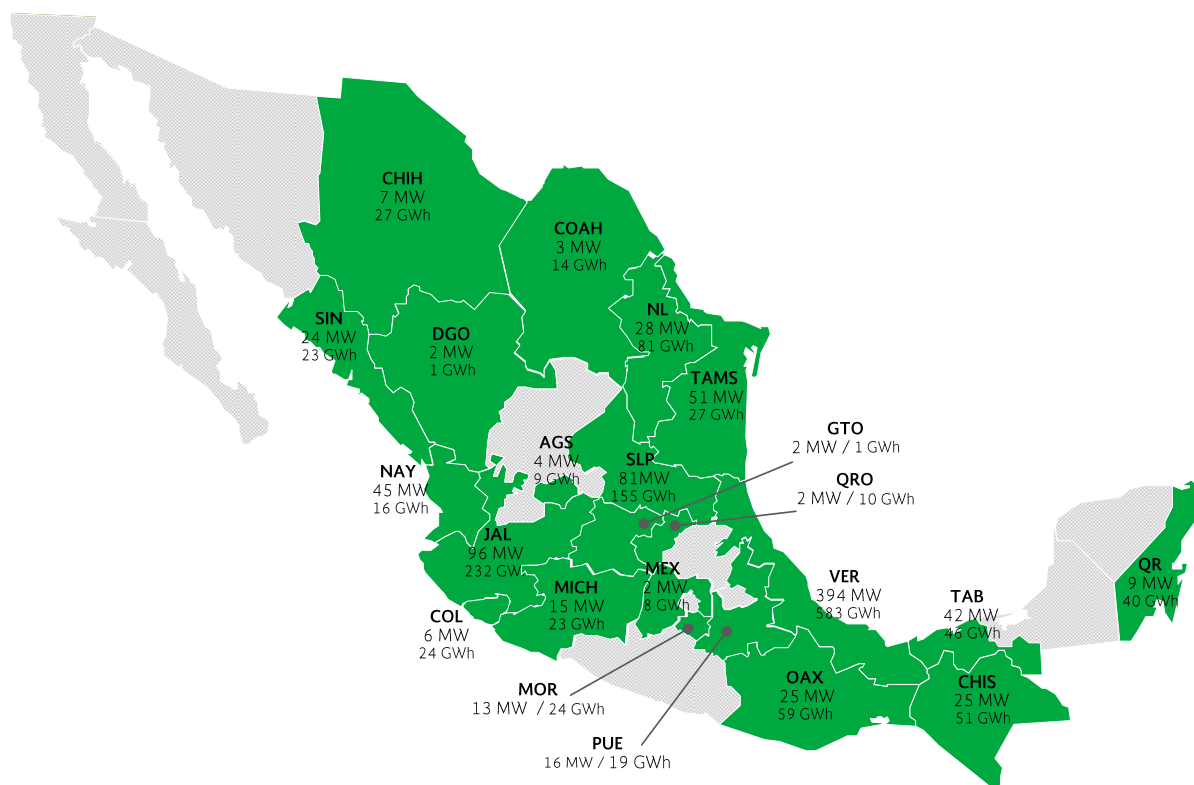 CHIH
7 MW
27 GWh
COAH
3 MW
14 GWh
SIN
24 MW
23 GWh
DGO
2 MW
1 GWh
NL
28 MW
81 GWh
TAMS
51 MW
27 GWh
AGS
4 MW
9 GWh
SLP
81MW
155 GWh
GTO
2 MW / 1 GWh
QRO
2 MW / 10 GWh
NAY
45 MW
16 GWh
JAL
96 MW
232 GWh
MICH
15 MW
23 GWh
MEX
2 MW
8 GWh
COL
6 MW
24 GWh
VER
394 MW
583 GWh
TAB
42 MW
46 GWh
QR
9 MW
40 GWh
OAX
25 MW
59 GWh
CHIS
25 MW
51 GWh
MOR
13 MW / 24 GWh
PUE
16 MW / 19 GWh